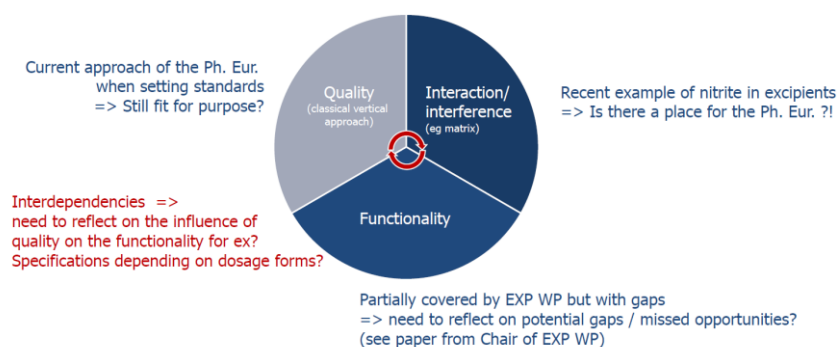 Current approach of the Ph. Eur.
when setting standards
=> Still fit for purpose?
Quality
(classical vertical
approach)
Interaction/
interference
(eg matrix)
Recent example of nitrite in excipients
=> Is there a place for the Ph. Eur. ?!
Interdependencies =>
need to reflect on the influence of
quality on the functionality for ex?
Specifications depending on dosage forms?
Functionality
Partially covered by EXP WP but with gaps
=> need to reflect on potential gaps / missed opportunities?
(see paper from Chair of EXP WP)